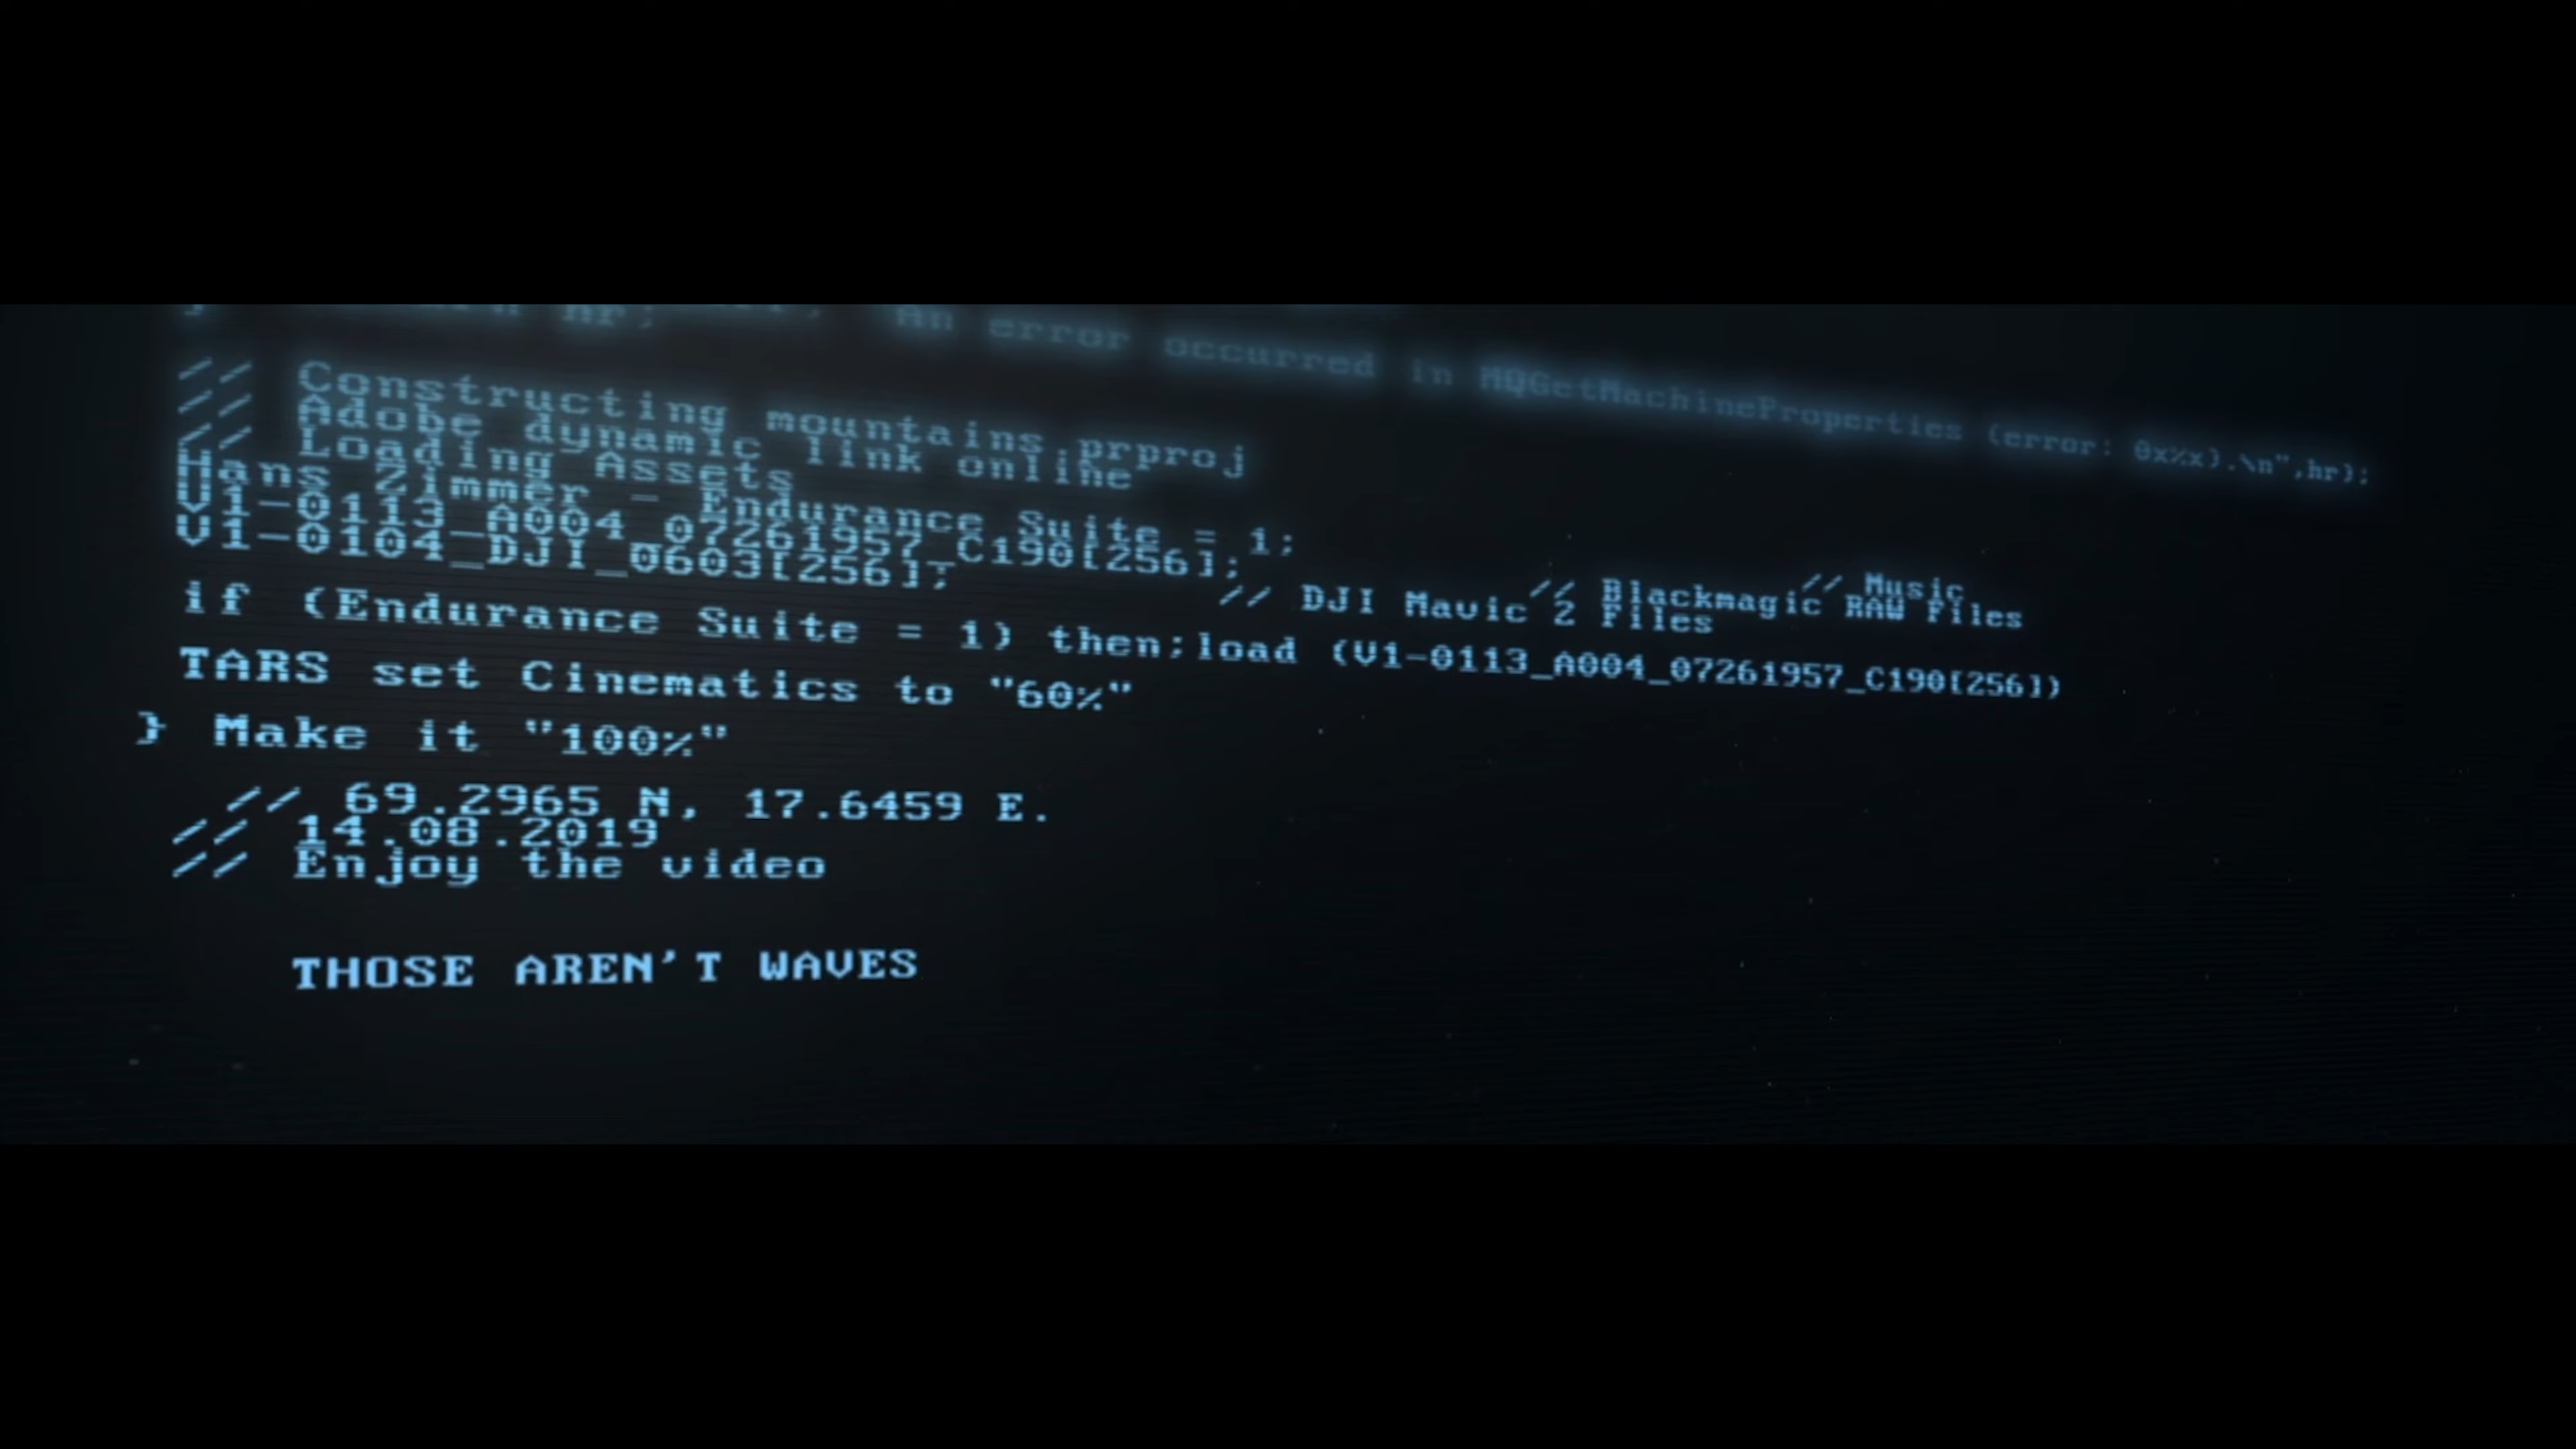 } hr; An error occurred in MQGetMachineProperties (error: 0x%x).\n",hr);
// Constructing mountains.prproj
// Adobe dynamic link online
// Loading Assets
Hans Zimmer - Endurance Suite = 1; // Music
V1-0113_A004_07261957_C190[256]; // Blackmagic RAW Files
V1-0104_DJI_0603[256]; // DJI Mavic 2 Files
if (Endurance Suite = 1) then;load (V1-0113_A004_07261957_C190[256])
TARS set Cinematics to "60%"
} Make it "100%"
// 69.2965 N, 17.6459 E.
// 14.08.2019
// Enjoy the video
THOSE AREN'T WAVES